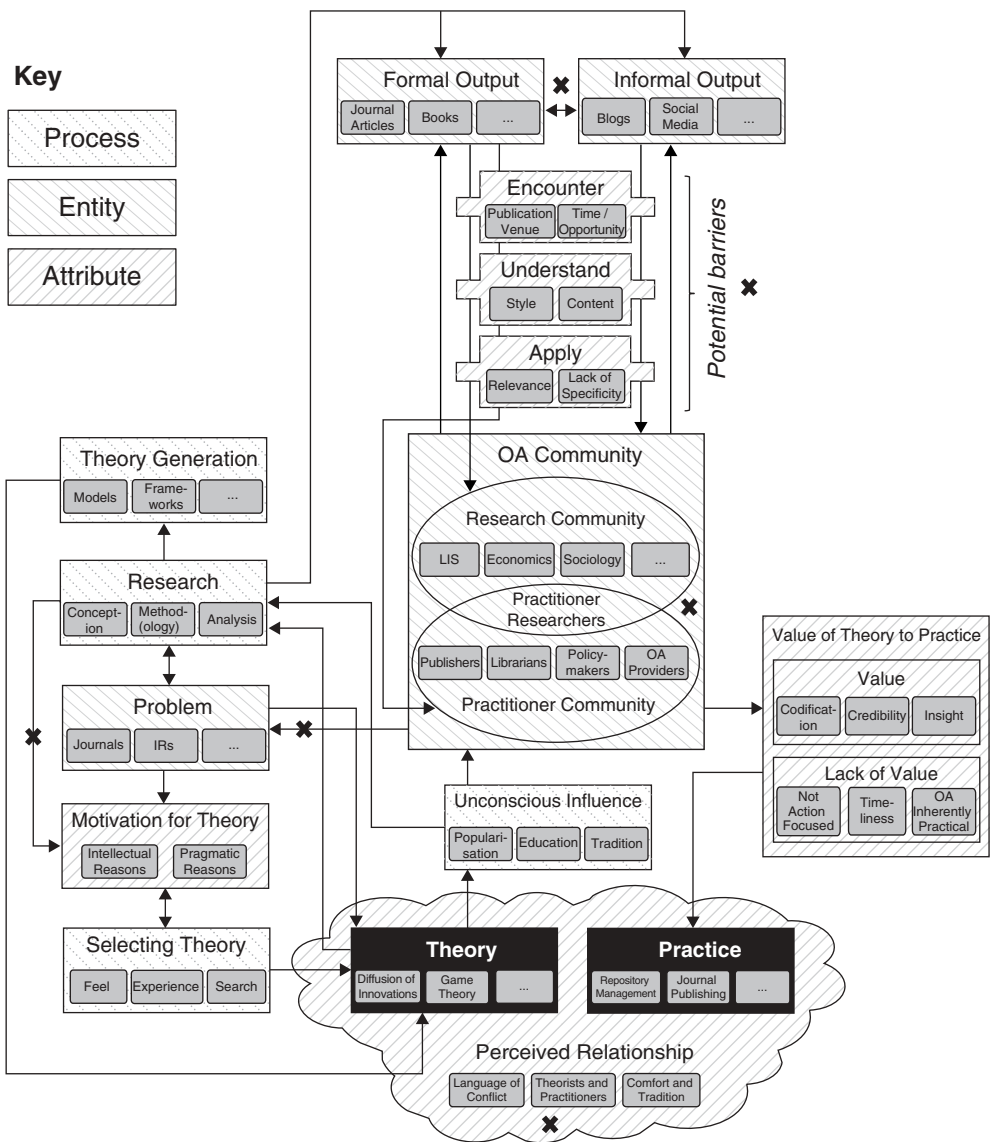 Key
Process
Entity
Attribute
Formal Output
Journal
Articles
Books
...
Informal Output
Blogs
Social
Media
...
Encounter
Publication
Venue
Time /
Opportunity
Understand
Style
Content
Apply
Relevance
Lack of
Specificity
Potential barriers
OA Community
Research Community
LIS
Economics
Sociology
...
Practitioner
Researchers
Publishers
Librarians
Policy-
makers
OA
Providers
Practitioner Community
Theory Generation
Models
Frame-
works
...
Research
Concept-
ion
Method-
(ology)
Analysis
Problem
Journals
IRs
...
Motivation for Theory
Intellectual
Reasons
Pragmatic
Reasons
Selecting Theory
Feel
Experience
Search
Unconscious Influence
Popular-
isation
Education
Tradition
Value of Theory to Practice
Value
Codificat-
ion
Credibility
Insight
Lack of Value
Not
Action
Focused
Time-
liness
OA
Inherently
Practical
Theory
Diffusion of
Innovations
Game
Theory
...
Practice
Repository
Management
Journal
Publishing
...
Perceived Relationship
Language of
Conflict
Theorists and
Practitioners
Comfort and
Tradition